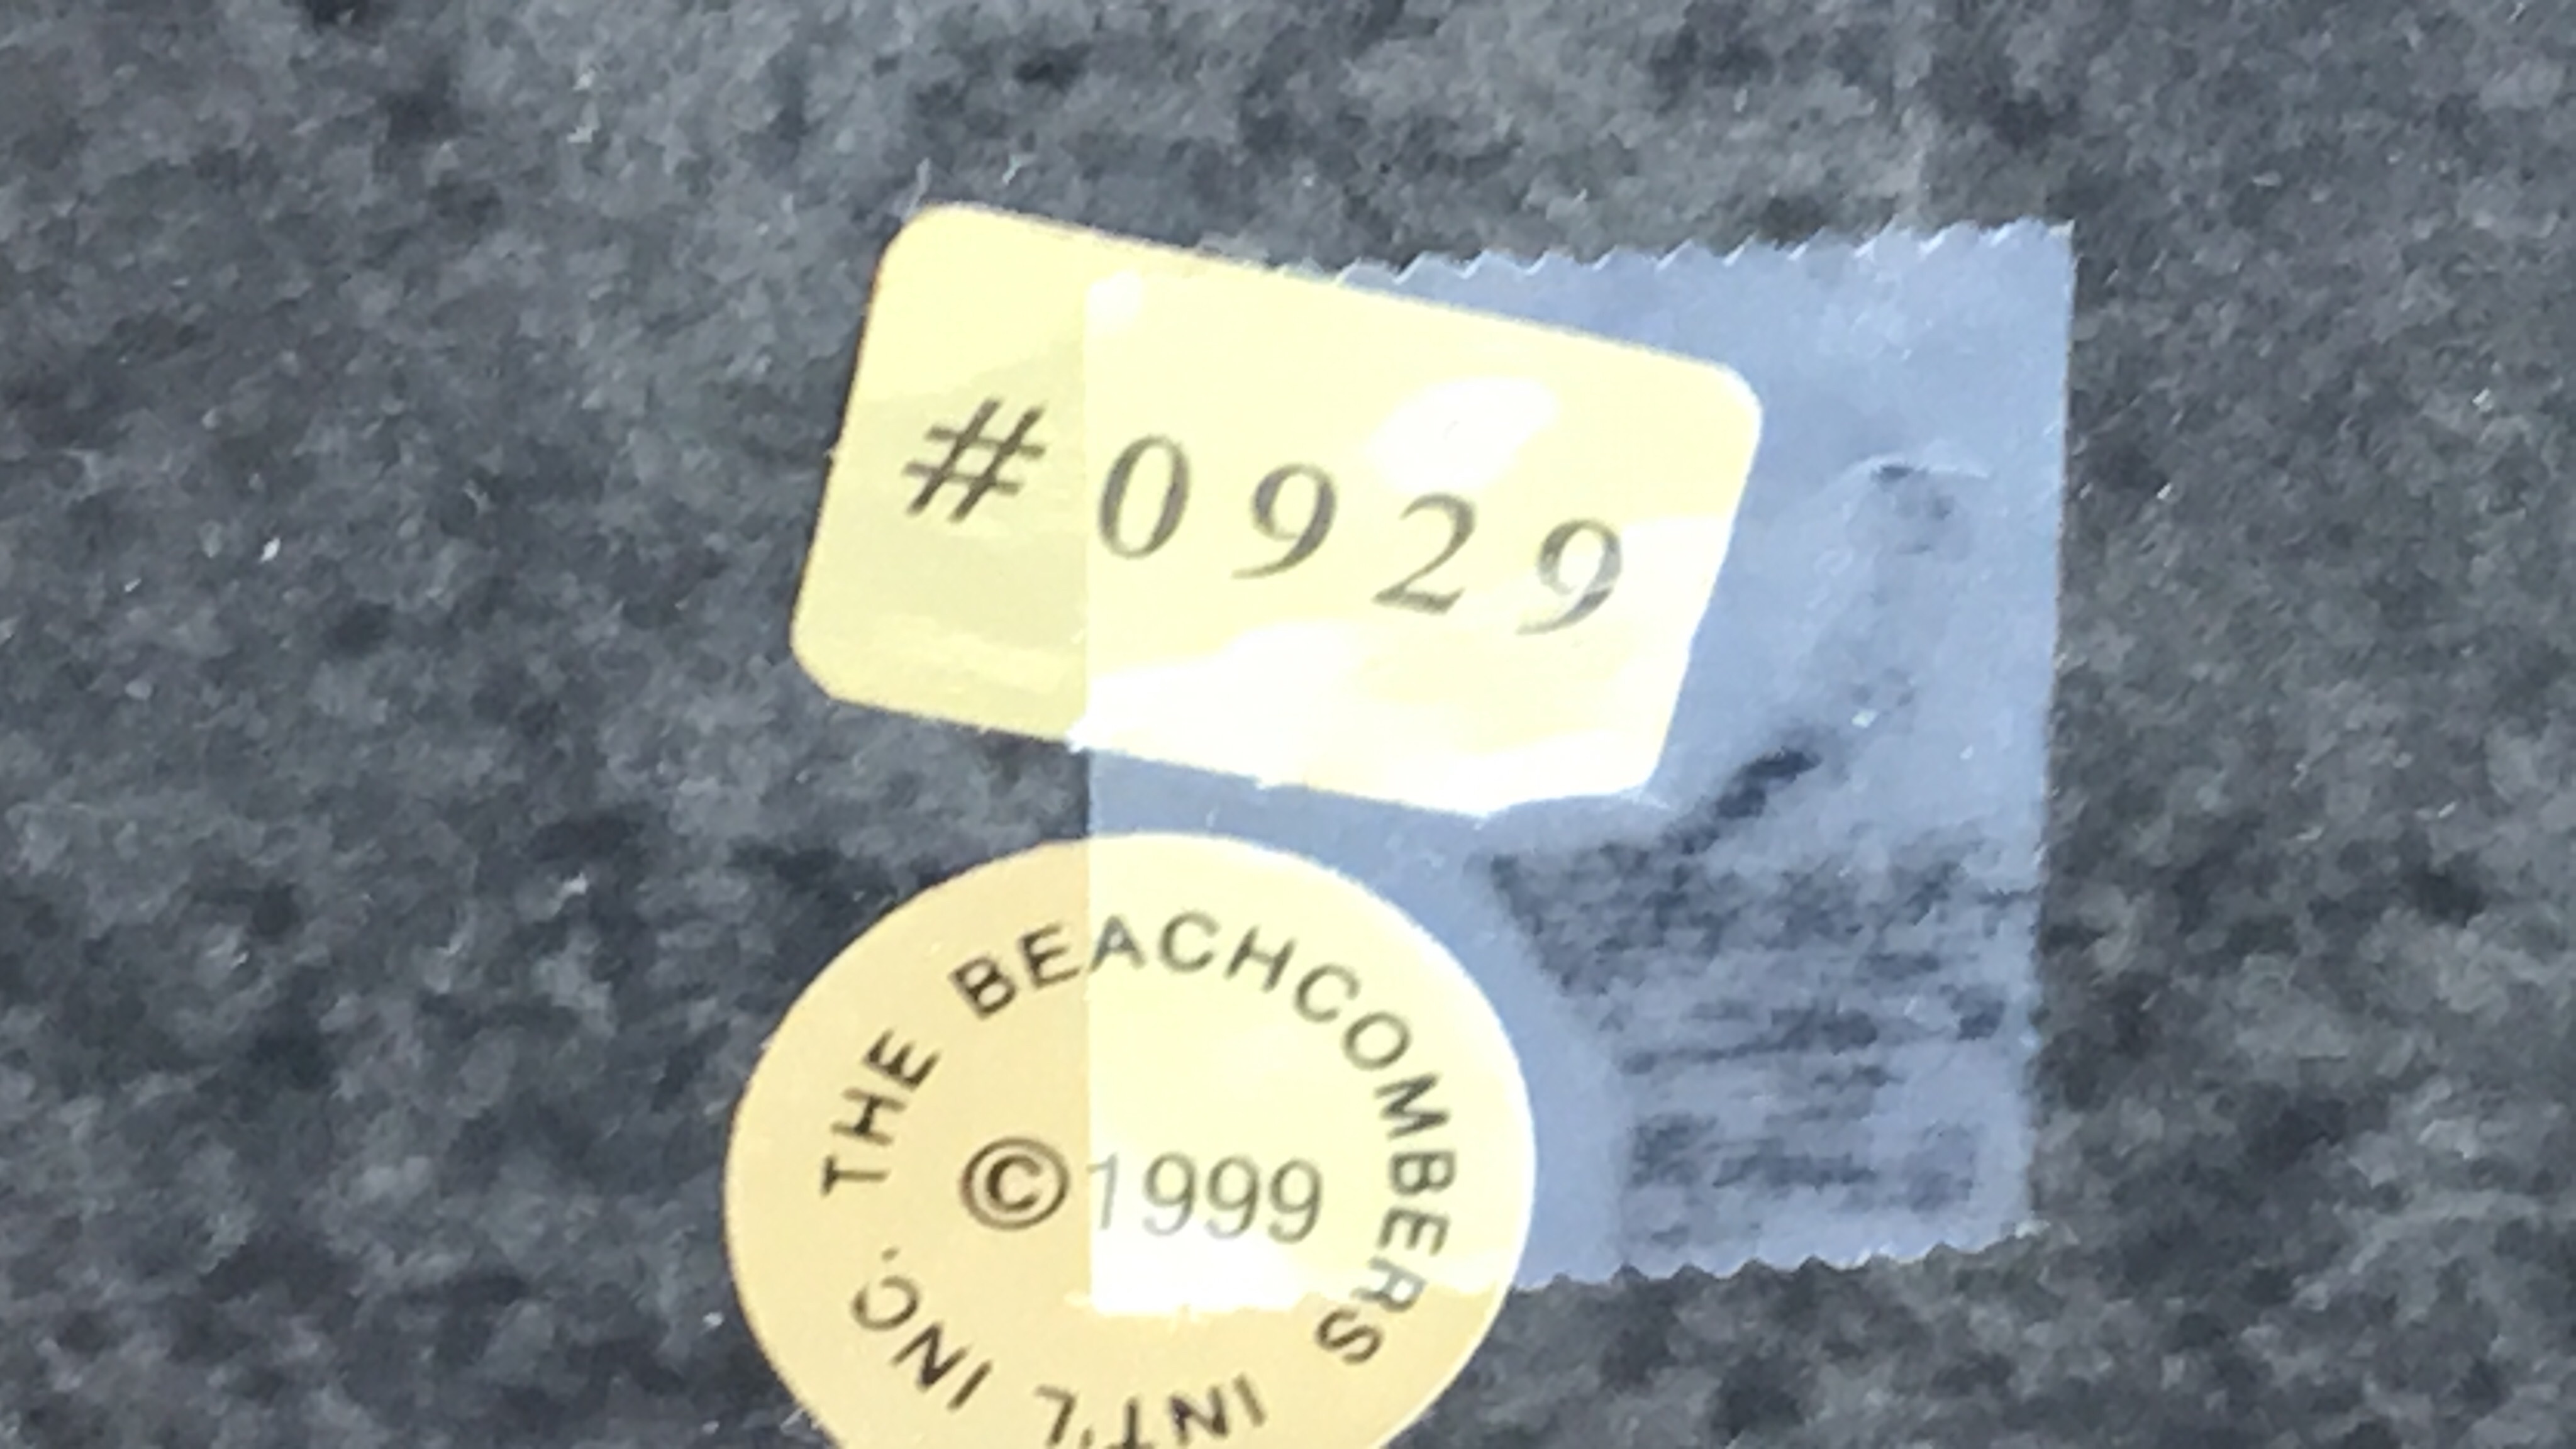 #0929
THE BEACHCOMBERS INT'L INC.
©1999